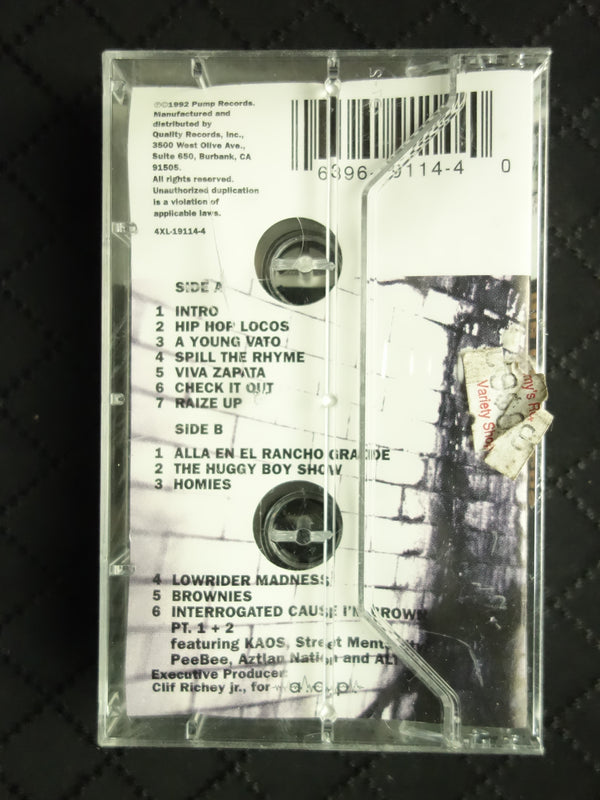 ℗©1992 Pump Records.
Manufactured and
distributed by
Quality Records, Inc.,
3500 West Olive Ave.,
Suite 650, Burbank, CA
91505.
All rights reserved.
Unauthorized duplication
is a violation of
applicable laws.
4XL-19114-4
6396-19114-4 0
SIDE A
1 INTRO
2 HIP HOP LOCOS
3 A YOUNG VATO
4 SPILL THE RHYME
5 VIVA ZAPATA
6 CHECK IT OUT
7 RAIZE UP
SIDE B
1 ALLA EN EL RANCHO GRANDE
2 THE HUGGY BOY SHOW
3 HOMIES
4 LOWRIDER MADNESS
5 BROWNIES
6 INTERROGATED CAUSE I'M BROWN
PT. 1 + 2
featuring KAOS, Street Mentality
PeeBee, Aztlan Nation and ALT
Executive Producer
Clif Richey jr., for a.c.p.
my's R
Variety Sho